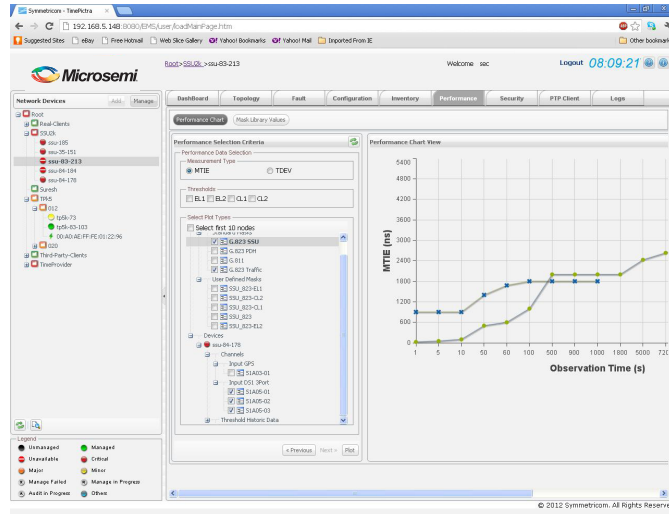 Symmetricom - TimePictra
192.168.5.148:8080/EMS/user/loadMainPage.htm
Suggested Sites eBay Free Hotmail Web Slice Gallery Yahoo! Bookmarks Yahoo! Mail Imported From IE Other bookmark
Microsemi
Root>SSU2k >ssu-83-213
Welcome sec
Logout 08:09:21
Network Devices Add Manage
DashBoard Topology Fault Configuration Inventory Performance Security PTP Client Logs
Performance Chart Mask Library Values
Root
Real-Clients
SSU2k
ssu-185
ssu-35-151
ssu-83-213
ssu-84-184
ssu-84-178
Suresh
TP5
012
tp5k-73
tp5k-83-103
00:A0:AE:FF:FE:01:22:96
020
Third-Party-Clients
TimeProvider
Legend
Unmanaged Managed
Unavailable Critical
Major Minor
Manage Failed Manage in Progress
Audit in Progress Others
Performance Selection Criteria
Performance Data Selection
Measurement Type
MTIE TDEV
Thresholds
EL1 EL2 CL1 CL2
Select Plot Types
Select first 10 nodes
Standard Masks
G.823 SSU
G.823 PDH
G.811
G.823 Traffic
User Defined Masks
SSU_823-EL1
SSU_823-CL2
SSU_823-CL1
SSU_823
SSU_823-EL2
Devices
ssu-84-178
Channels
Input GPS
S1A03-01
Input DS1 3Port
S1A05-01
S1A05-02
S1A05-03
Threshold Historic Data
< Previous Next > Plot
Performance Chart View
MTIE (ns)
5400
4800
4200
3600
3000
2400
1800
1200
600
0
1 5 10 50 60 100 500 900 1000 1800 5000 720
Observation Time (s)
© 2012 Symmetricom. All Rights Reserve